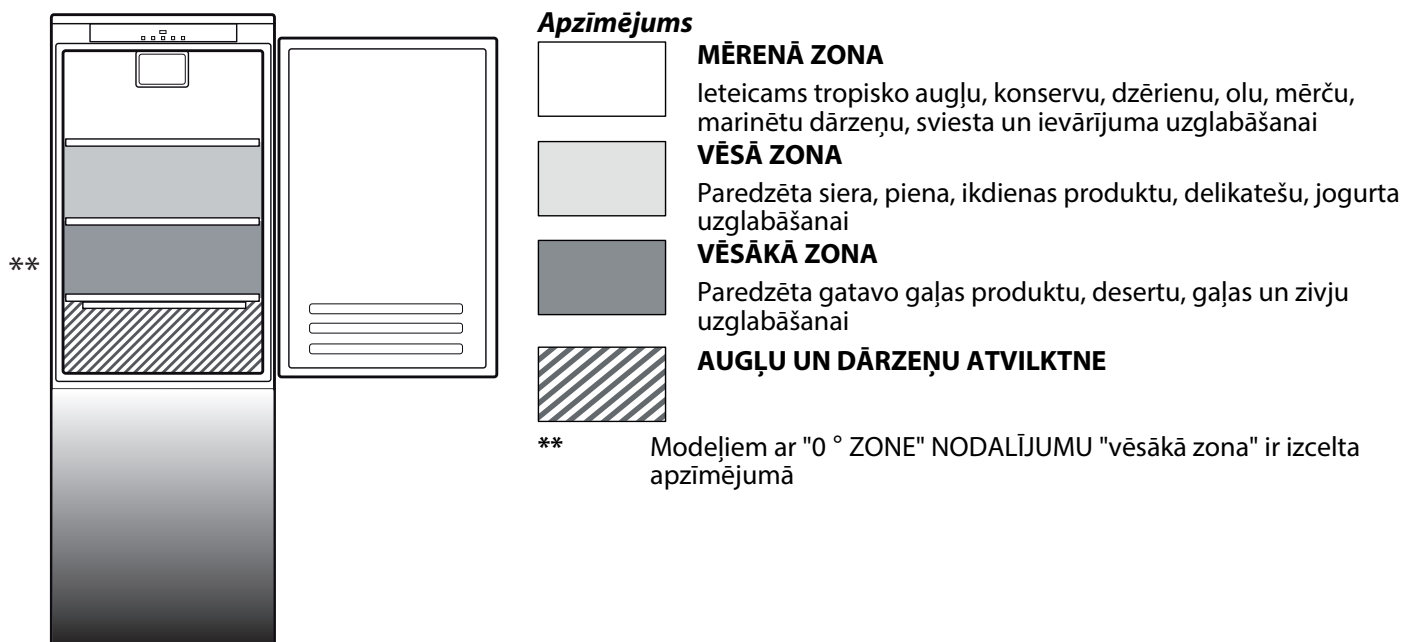 Apzīmējums
MĒRENĀ ZONA
Ieteicams tropisko augļu, konservu, dzērienu, olu, mērču,
marinētu dārzeņu, sviesta un ievārījuma uzglabāšanai
VĒSĀ ZONA
Paredzēta siera, piena, ikdienas produktu, delikatešu, jogurta
uzglabāšanai
VĒSĀKĀ ZONA
Paredzēta gatavo gaļas produktu, desertu, gaļas un zivju
uzglabāšanai
AUGĻU UN DĀRZEŅU ATVILKTNE
**
** Modeļiem ar "0 ° ZONE" NODALĪJUMU "vēsākā zona" ir izcelta
apzīmējumā